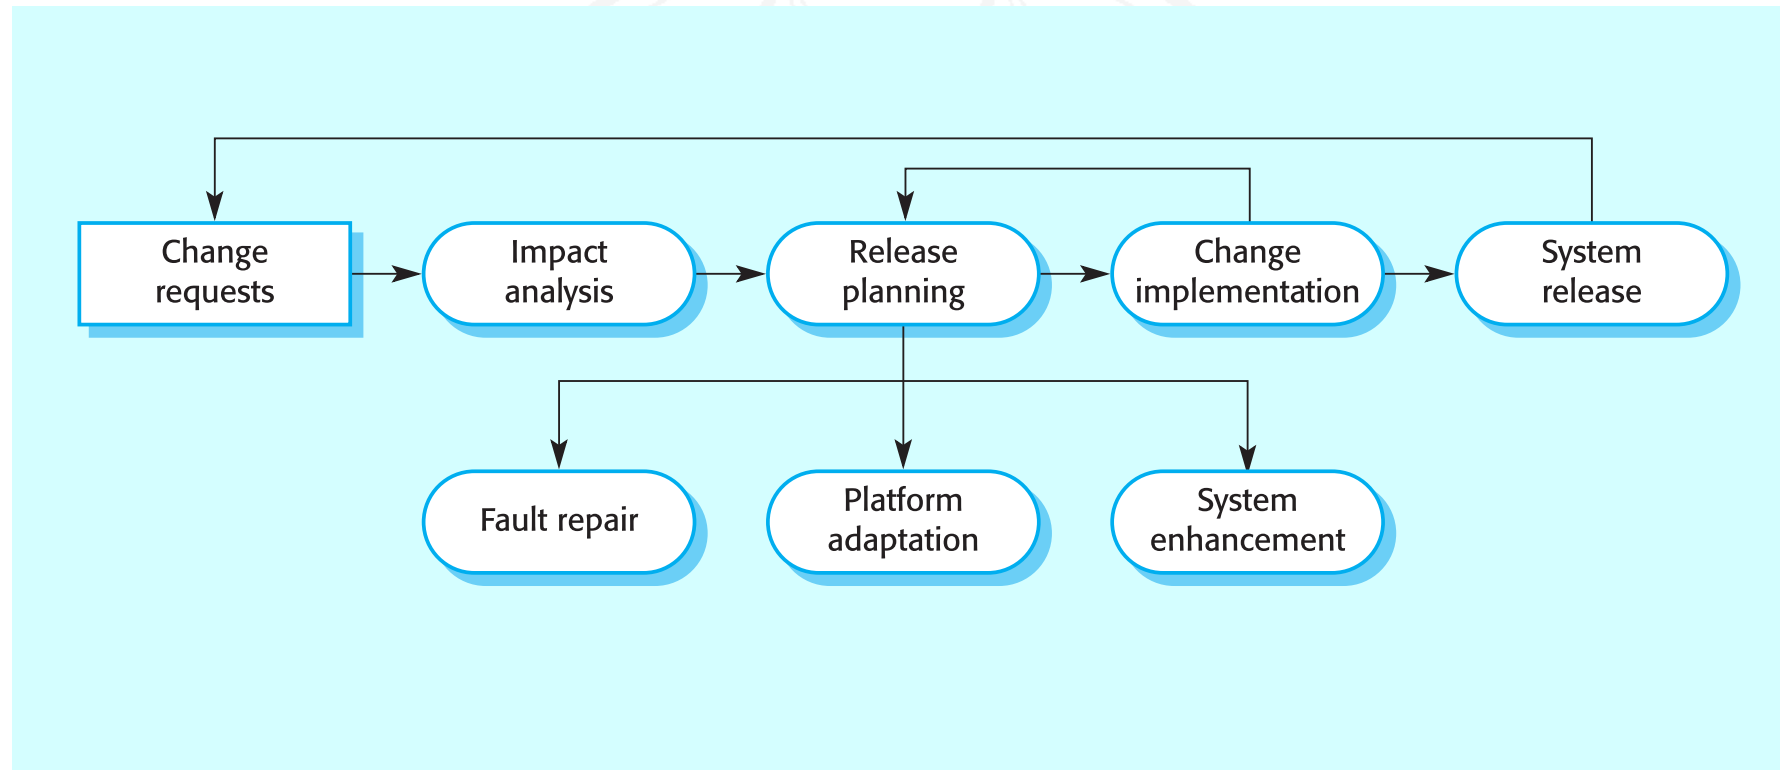 Change
requests
Impact
analysis
Release
planning
Change
implementation
System
release
Fault repair
Platform
adaptation
System
enhancement